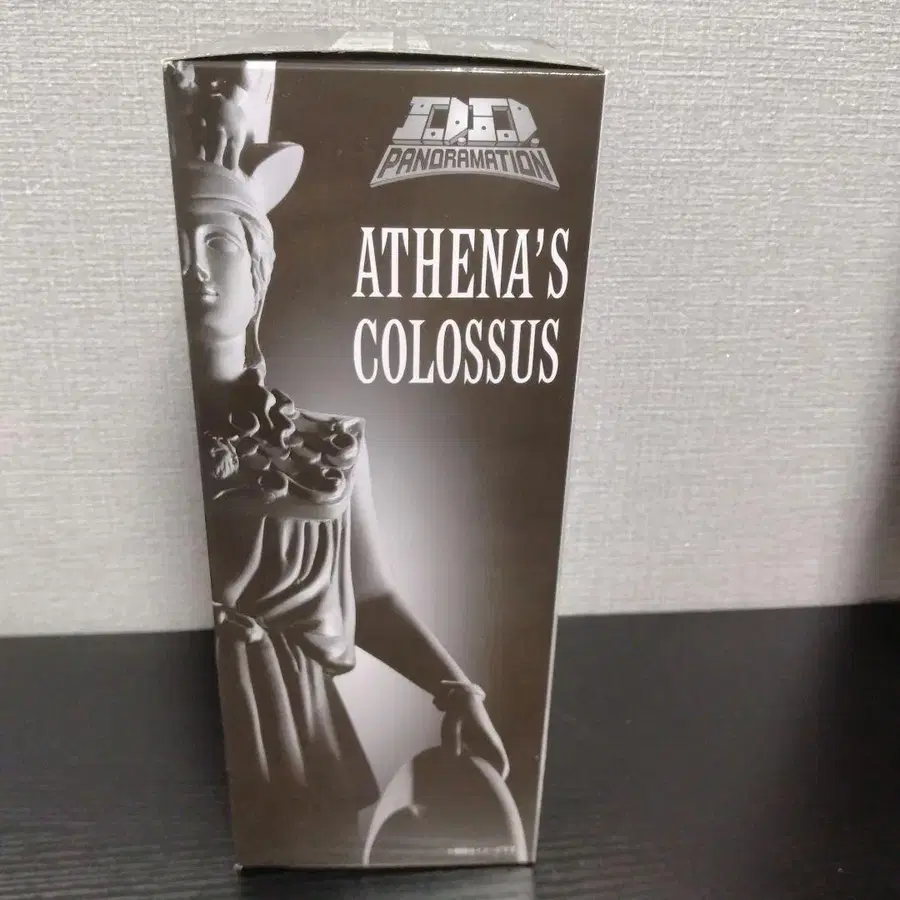 D.D.
PANORAMATION
ATHENA'S
COLOSSUS